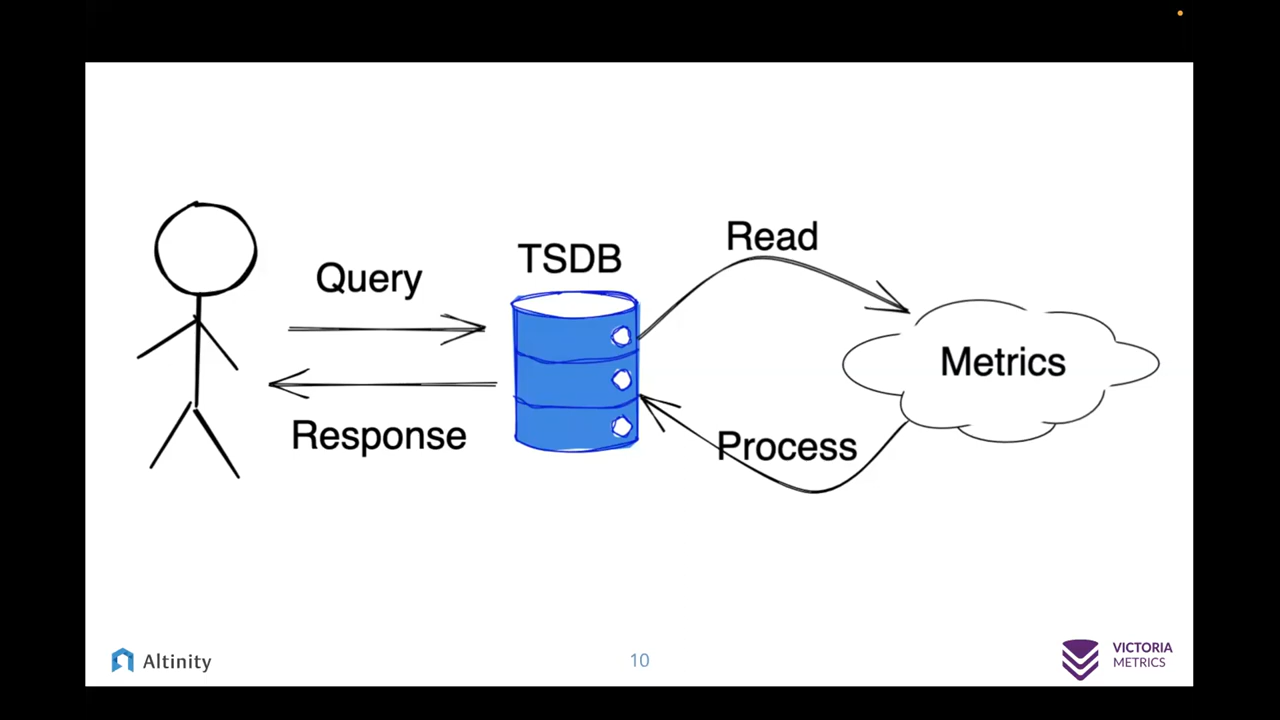 Query
TSDB
Read
Metrics
Response
Process
Altinity
10
VICTORIA
METRICS